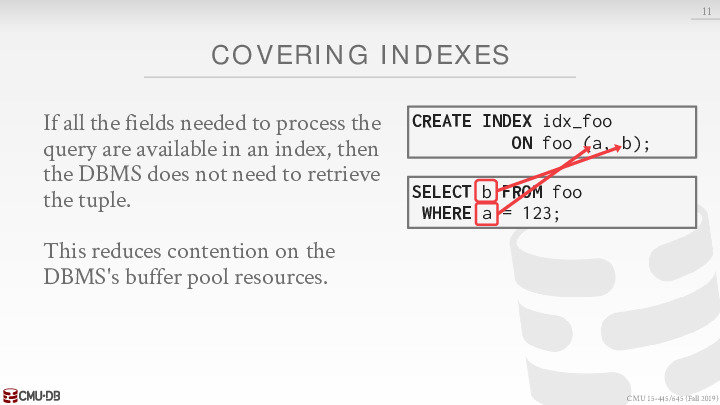 11
COVERING INDEXES
If all the fields needed to process the
query are available in an index, then
the DBMS does not need to retrieve
the tuple.
This reduces contention on the
DBMS's buffer pool resources.
CREATE INDEX idx_foo
ON foo (a, b);
SELECT b FROM foo
WHERE a = 123;
CMU·DB
CMU 15-445/645 (Fall 2019)